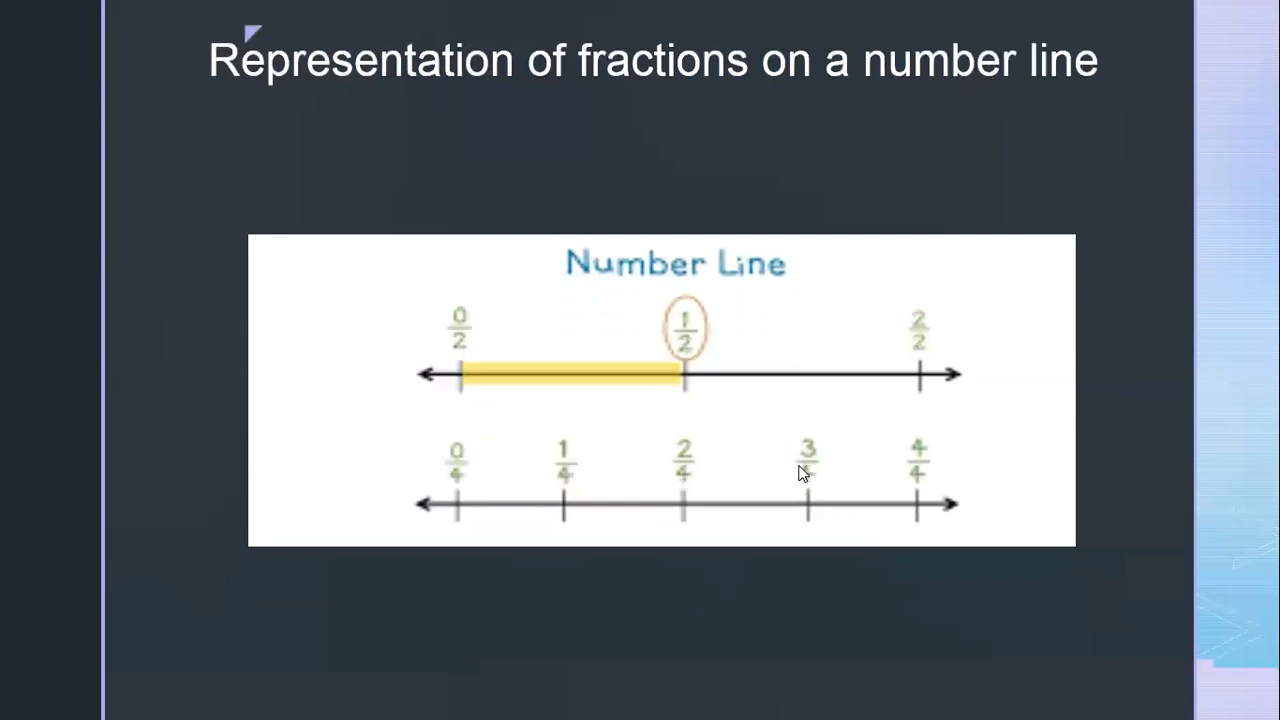 Representation of fractions on a number line
Number Line
0/2 1/2 2/2
0/4 1/4 2/4 3/ 4/4